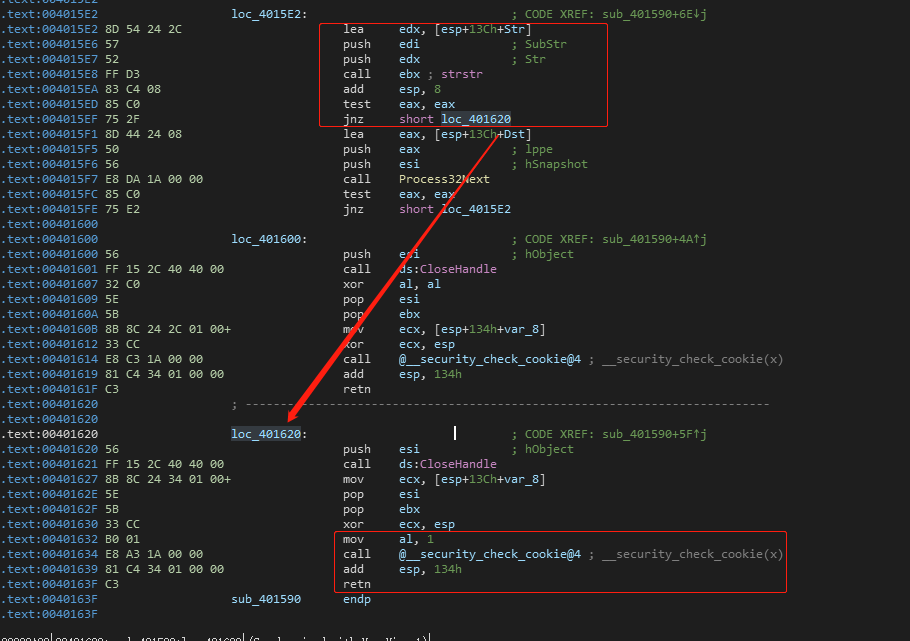 .text:004015E2
.text:004015E2 loc_4015E2: ; CODE XREF: sub_401590+6E↓j
.text:004015E2 8D 54 24 2C lea edx, [esp+13Ch+Str]
.text:004015E6 57 push edi ; SubStr
.text:004015E7 52 push edx ; Str
.text:004015E8 FF D3 call ebx ; strstr
.text:004015EA 83 C4 08 add esp, 8
.text:004015ED 85 C0 test eax, eax
.text:004015EF 75 2F jnz short loc_401620
.text:004015F1 8D 44 24 08 lea eax, [esp+13Ch+Dst]
.text:004015F5 50 push eax ; lppe
.text:004015F6 56 push esi ; hSnapshot
.text:004015F7 E8 DA 1A 00 00 call Process32Next
.text:004015FC 85 C0 test eax, eax
.text:004015FE 75 E2 jnz short loc_4015E2
.text:00401600
.text:00401600 loc_401600: ; CODE XREF: sub_401590+4A↑j
.text:00401600 56 push esi ; hObject
.text:00401601 FF 15 2C 40 40 00 call ds:CloseHandle
.text:00401607 32 C0 xor al, al
.text:00401609 5E pop esi
.text:0040160A 5B pop ebx
.text:0040160B 8B 8C 24 2C 01 00+ mov ecx, [esp+134h+var_8]
.text:00401612 33 CC xor ecx, esp
.text:00401614 E8 C3 1A 00 00 call @__security_check_cookie@4 ; __security_check_cookie(x)
.text:00401619 81 C4 34 01 00 00 add esp, 134h
.text:0040161F C3 retn
.text:00401620 ; ---------------------------------------------------------------------------
.text:00401620
.text:00401620 loc_401620: ; CODE XREF: sub_401590+5F↑j
.text:00401620 56 push esi ; hObject
.text:00401621 FF 15 2C 40 40 00 call ds:CloseHandle
.text:00401627 8B 8C 24 34 01 00+ mov ecx, [esp+13Ch+var_8]
.text:0040162E 5E pop esi
.text:0040162F 5B pop ebx
.text:00401630 33 CC xor ecx, esp
.text:00401632 B0 01 mov al, 1
.text:00401634 E8 A3 1A 00 00 call @__security_check_cookie@4 ; __security_check_cookie(x)
.text:00401639 81 C4 34 01 00 00 add esp, 134h
.text:0040163F C3 retn
.text:0040163F sub_401590 endp
.text:0040163F